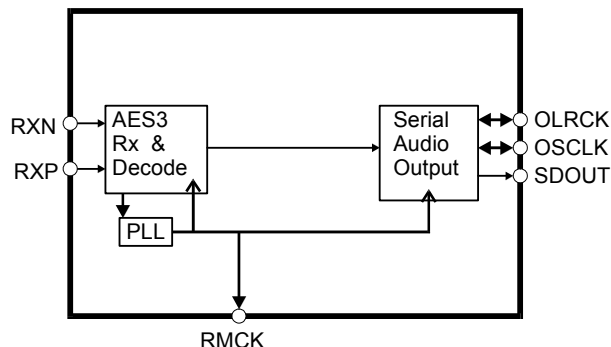 AES3
Rx &
Decode
Serial
Audio
Output
RXN
RXP
OLRCK
OSCLK
SDOUT
PLL
RMCK